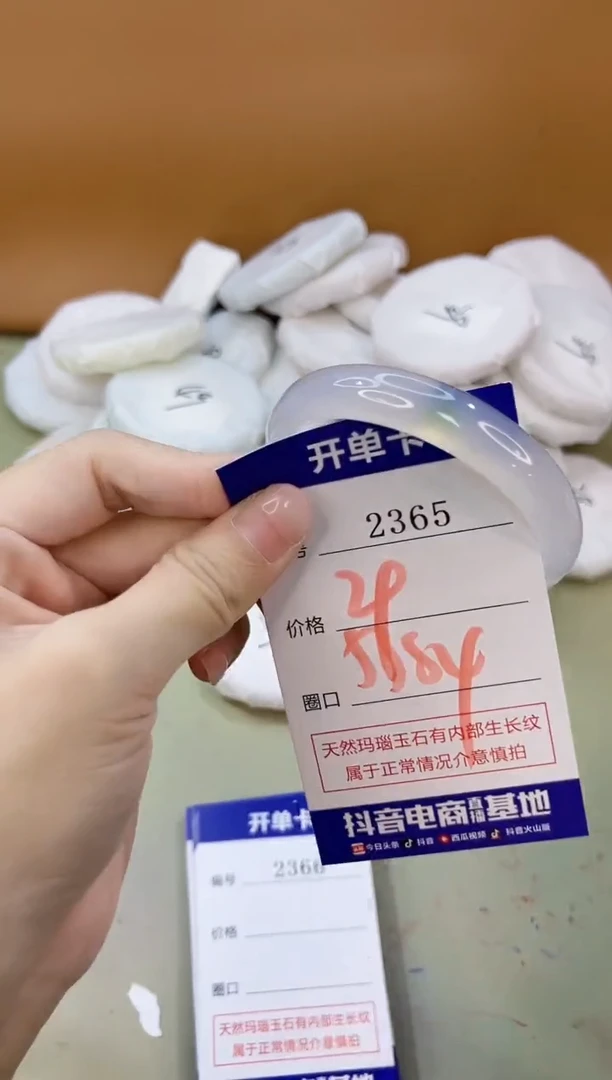 开单卡
号 2365
价格
圈口
天然玛瑙玉石有内部生长纹
属于正常情况介意慎拍
抖音电商直播基地
今日头条 抖音 西瓜视频 抖音火山版
开单卡
编号 2366
价格
圈口
天然玛瑙玉石有内部生长纹
属于正常情况介意慎拍